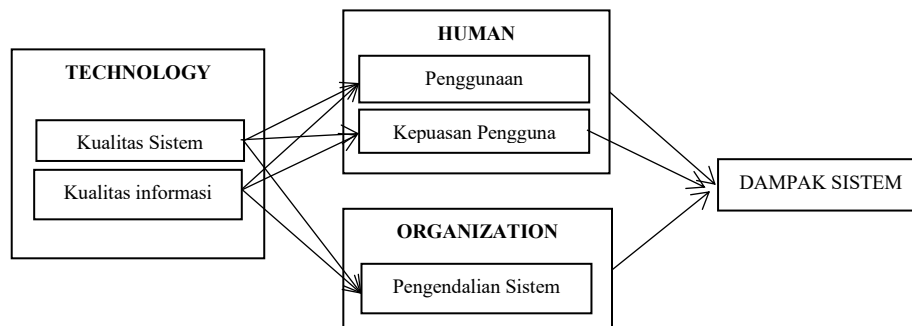 TECHNOLOGY
Kualitas Sistem
Kualitas informasi
HUMAN
Penggunaan
Kepuasan Pengguna
ORGANIZATION
Pengendalian Sistem
DAMPAK SISTEM